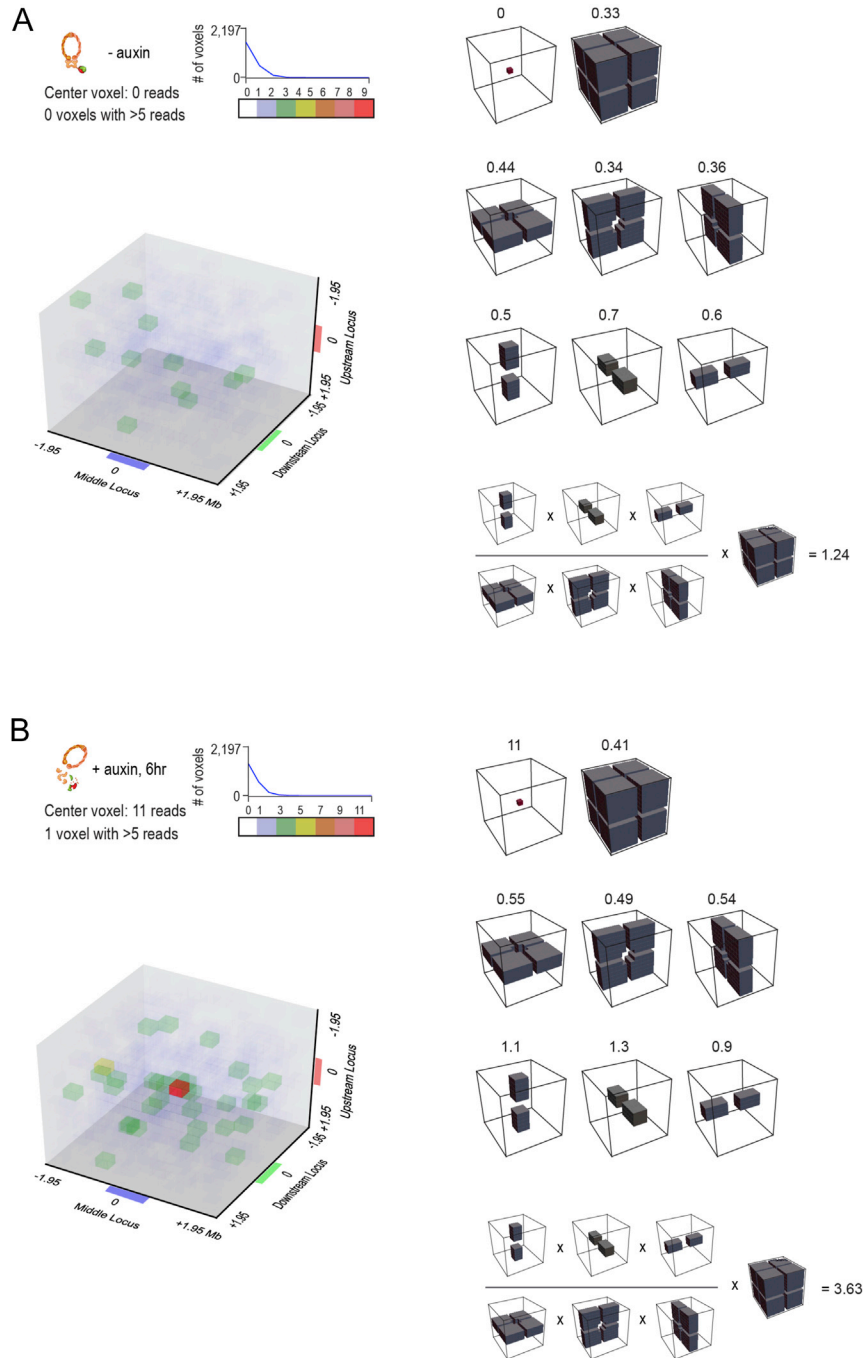 A
- auxin
Center voxel: 0 reads
0 voxels with >5 reads
# of voxels
2,197
0
0 1 2 3 4 5 6 7 8 9
0
0.33
0.44
0.34
0.36
0.5
0.7
0.6
-1.95
0
+1.95
Upstream Locus
-1.95
0
+1.95
Downstream Locus
-1.95
0
+1.95 Mb
Middle Locus
X
X
X
X
X
= 1.24
B
+ auxin, 6hr
Center voxel: 11 reads
1 voxel with >5 reads
# of voxels
2,197
0
0 1 3 5 7 9 11
11
0.41
0.55
0.49
0.54
1.1
1.3
0.9
-1.95
0
+1.95
Upstream Locus
-1.95
0
+1.95
Downstream Locus
-1.95
0
+1.95 Mb
Middle Locus
X
X
X
X
X
= 3.63